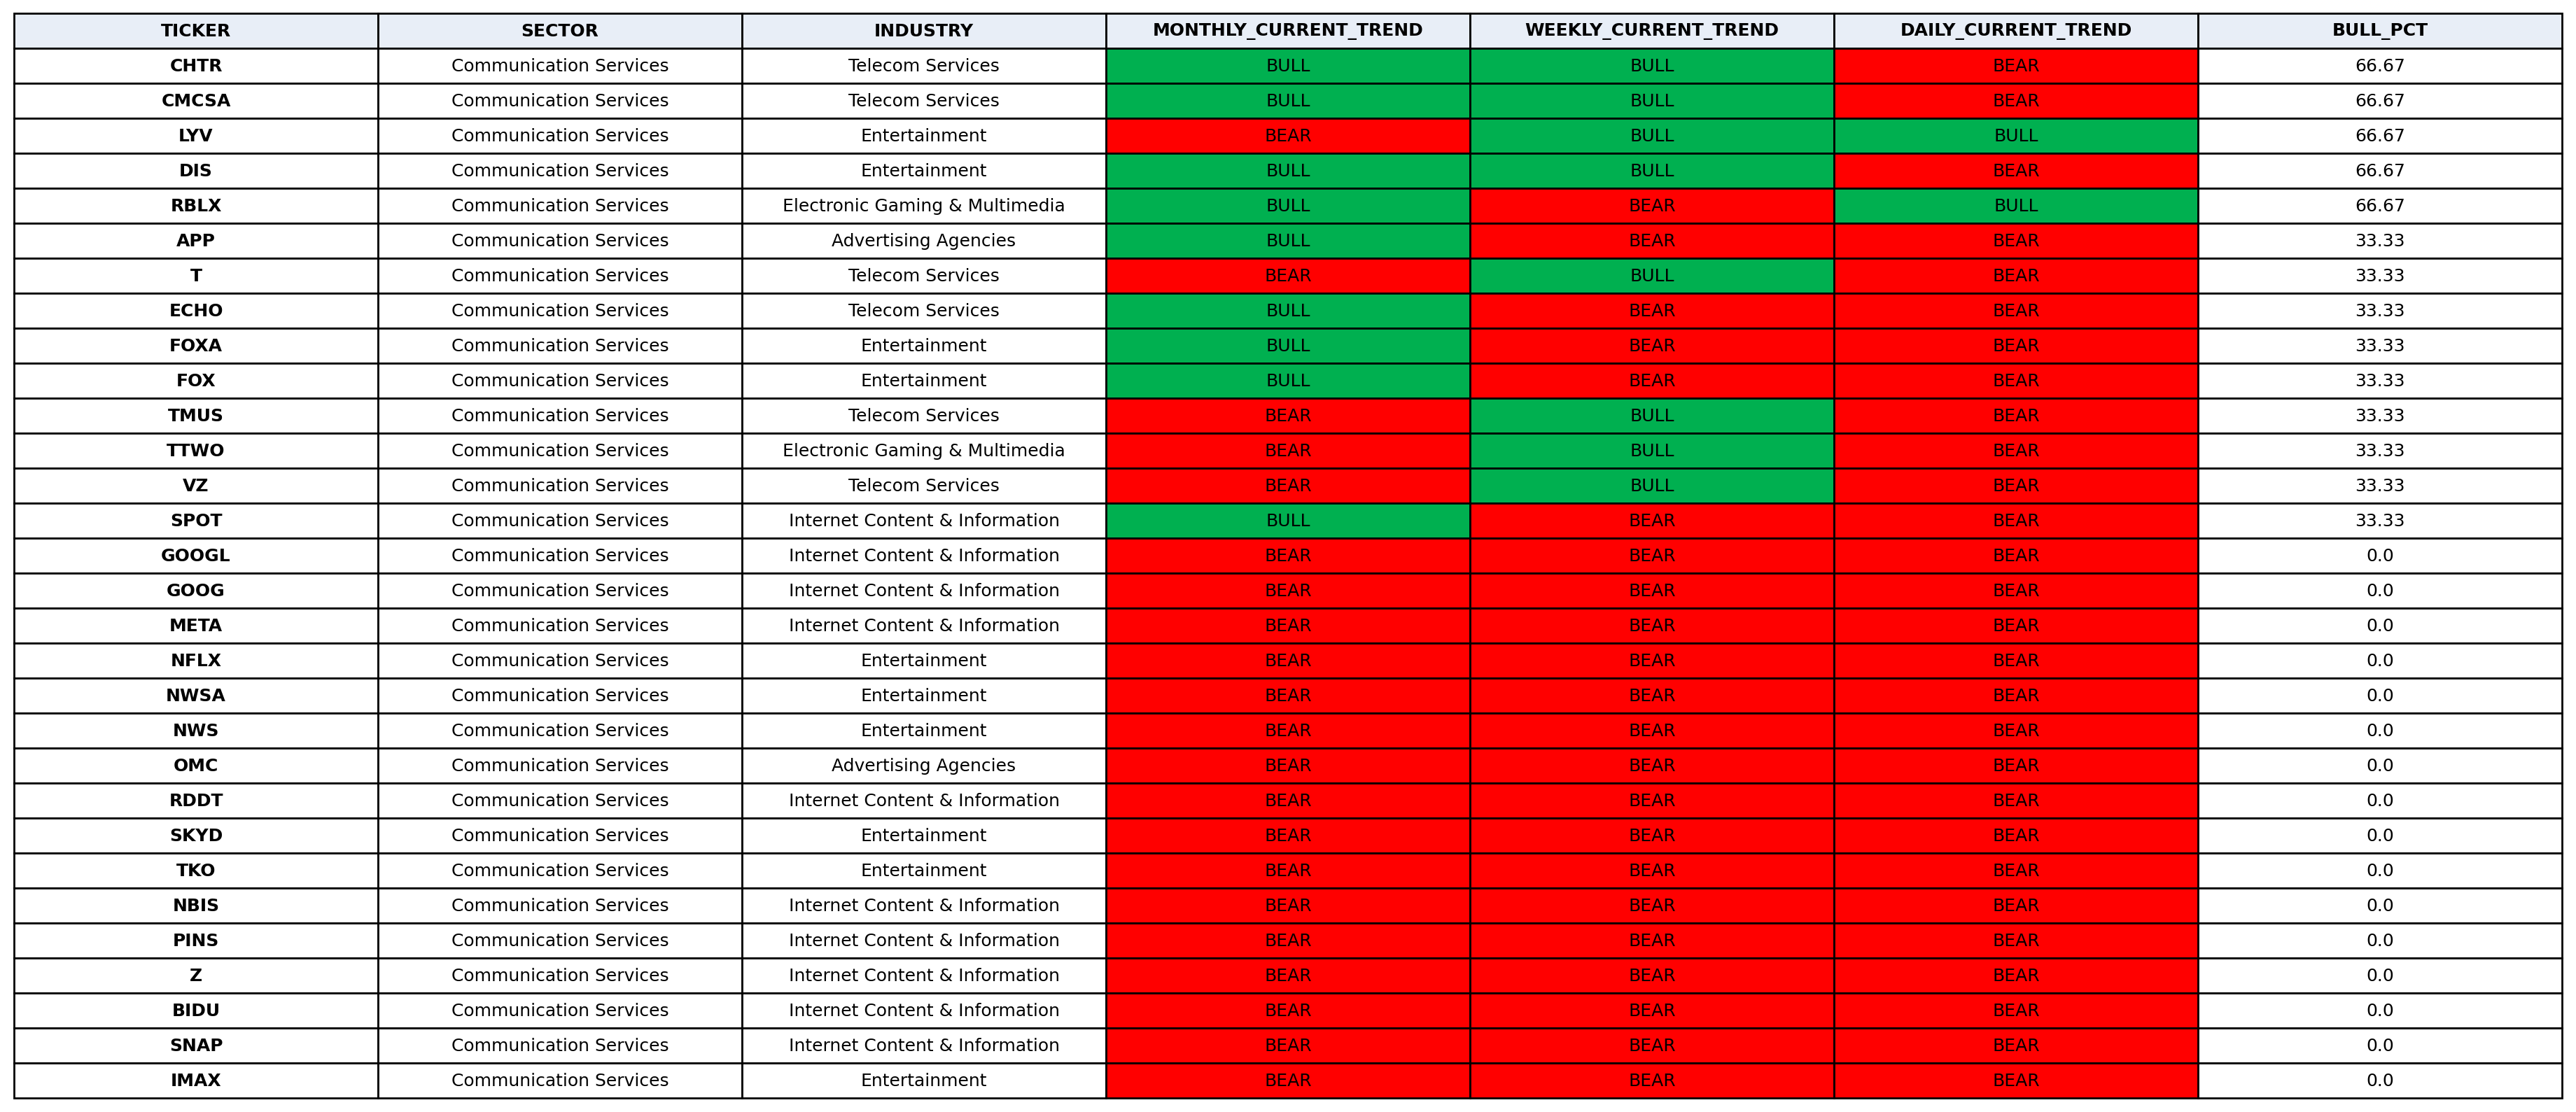 TICKER SECTOR INDUSTRY MONTHLY_CURRENT_TREND WEEKLY_CURRENT_TREND DAILY_CURRENT_TREND BULL_PCT
CHTR Communication Services Telecom Services BULL BULL BEAR 66.67
CMCSA Communication Services Telecom Services BULL BULL BEAR 66.67
LYV Communication Services Entertainment BEAR BULL BULL 66.67
DIS Communication Services Entertainment BULL BULL BEAR 66.67
RBLX Communication Services Electronic Gaming & Multimedia BULL BEAR BULL 66.67
APP Communication Services Advertising Agencies BULL BEAR BEAR 33.33
T Communication Services Telecom Services BEAR BULL BEAR 33.33
ECHO Communication Services Telecom Services BULL BEAR BEAR 33.33
FOXA Communication Services Entertainment BULL BEAR BEAR 33.33
FOX Communication Services Entertainment BULL BEAR BEAR 33.33
TMUS Communication Services Telecom Services BEAR BULL BEAR 33.33
TTWO Communication Services Electronic Gaming & Multimedia BEAR BULL BEAR 33.33
VZ Communication Services Telecom Services BEAR BULL BEAR 33.33
SPOT Communication Services Internet Content & Information BULL BEAR BEAR 33.33
GOOGL Communication Services Internet Content & Information BEAR BEAR BEAR 0.0
GOOG Communication Services Internet Content & Information BEAR BEAR BEAR 0.0
META Communication Services Internet Content & Information BEAR BEAR BEAR 0.0
NFLX Communication Services Entertainment BEAR BEAR BEAR 0.0
NWSA Communication Services Entertainment BEAR BEAR BEAR 0.0
NWS Communication Services Entertainment BEAR BEAR BEAR 0.0
OMC Communication Services Advertising Agencies BEAR BEAR BEAR 0.0
RDDT Communication Services Internet Content & Information BEAR BEAR BEAR 0.0
SKYD Communication Services Entertainment BEAR BEAR BEAR 0.0
TKO Communication Services Entertainment BEAR BEAR BEAR 0.0
NBIS Communication Services Internet Content & Information BEAR BEAR BEAR 0.0
PINS Communication Services Internet Content & Information BEAR BEAR BEAR 0.0
Z Communication Services Internet Content & Information BEAR BEAR BEAR 0.0
BIDU Communication Services Internet Content & Information BEAR BEAR BEAR 0.0
SNAP Communication Services Internet Content & Information BEAR BEAR BEAR 0.0
IMAX Communication Services Entertainment BEAR BEAR BEAR 0.0